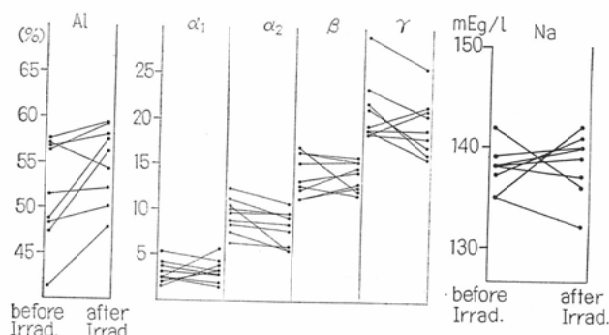 (%)
Al
α₁
α₂
β
γ
mEg/l
Na
65
60
55
50
45
25
20
15
10
5
150
140
130
before
Irrad.
after
Irrad
before
Irrad.
after
Irrad.